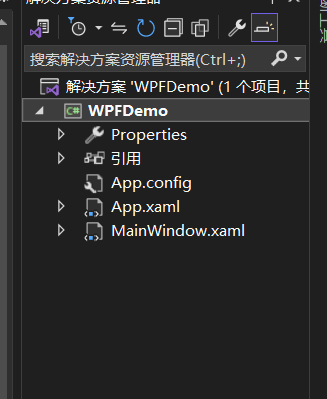 解决方案资源管理器
搜索解决方案资源管理器(Ctrl+;)
解决方案 'WPFDemo' (1 个项目, 共
C# WPFDemo
Properties
引用
App.config
App.xaml
MainWindow.xaml